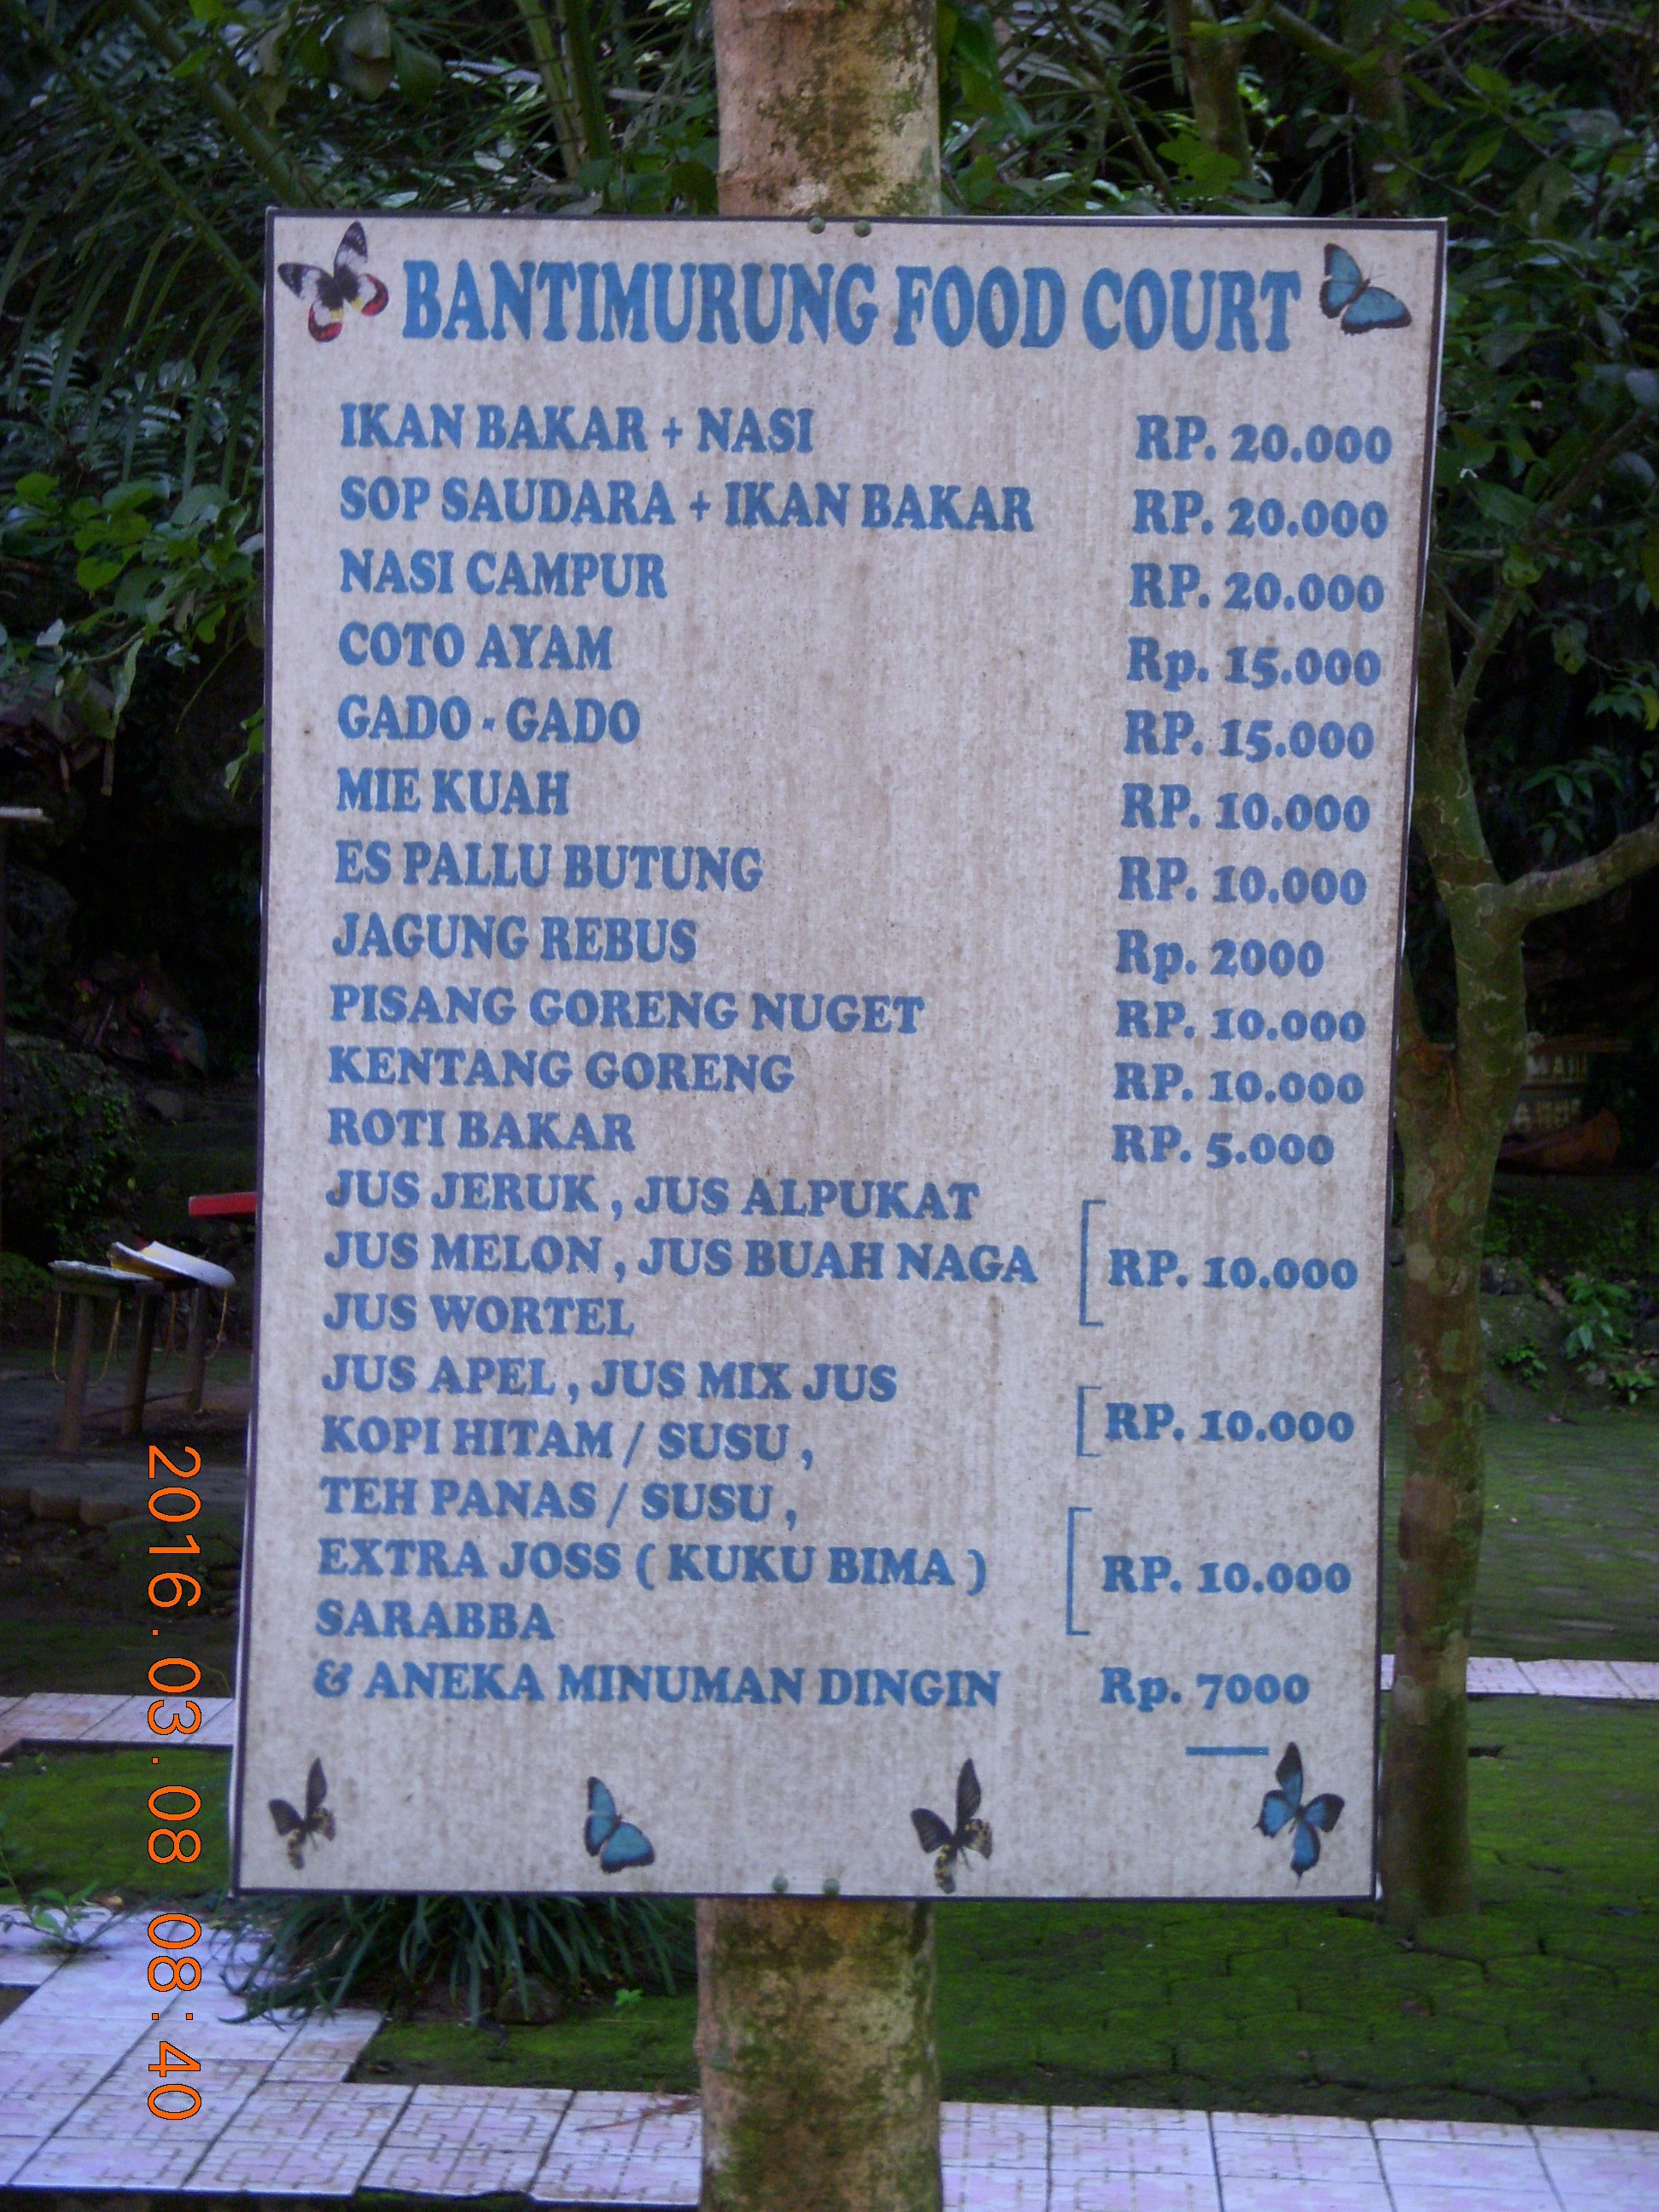 BANTIMURUNG FOOD COURT
IKAN BAKAR + NASI RP. 20.000
SOP SAUDARA + IKAN BAKAR RP. 20.000
NASI CAMPUR RP. 20.000
COTO AYAM Rp. 15.000
GADO - GADO RP. 15.000
MIE KUAH RP. 10.000
ES PALLU BUTUNG RP. 10.000
JAGUNG REBUS Rp. 2000
PISANG GORENG NUGET RP. 10.000
KENTANG GORENG RP. 10.000
ROTI BAKAR RP. 5.000
JUS JERUK , JUS ALPUKAT
JUS MELON , JUS BUAH NAGA RP. 10.000
JUS WORTEL
JUS APEL , JUS MIX JUS
KOPI HITAM / SUSU , RP. 10.000
TEH PANAS / SUSU ,
EXTRA JOSS ( KUKU BIMA ) RP. 10.000
SARABBA
& ANEKA MINUMAN DINGIN Rp. 7000
2016.03.08 08:40